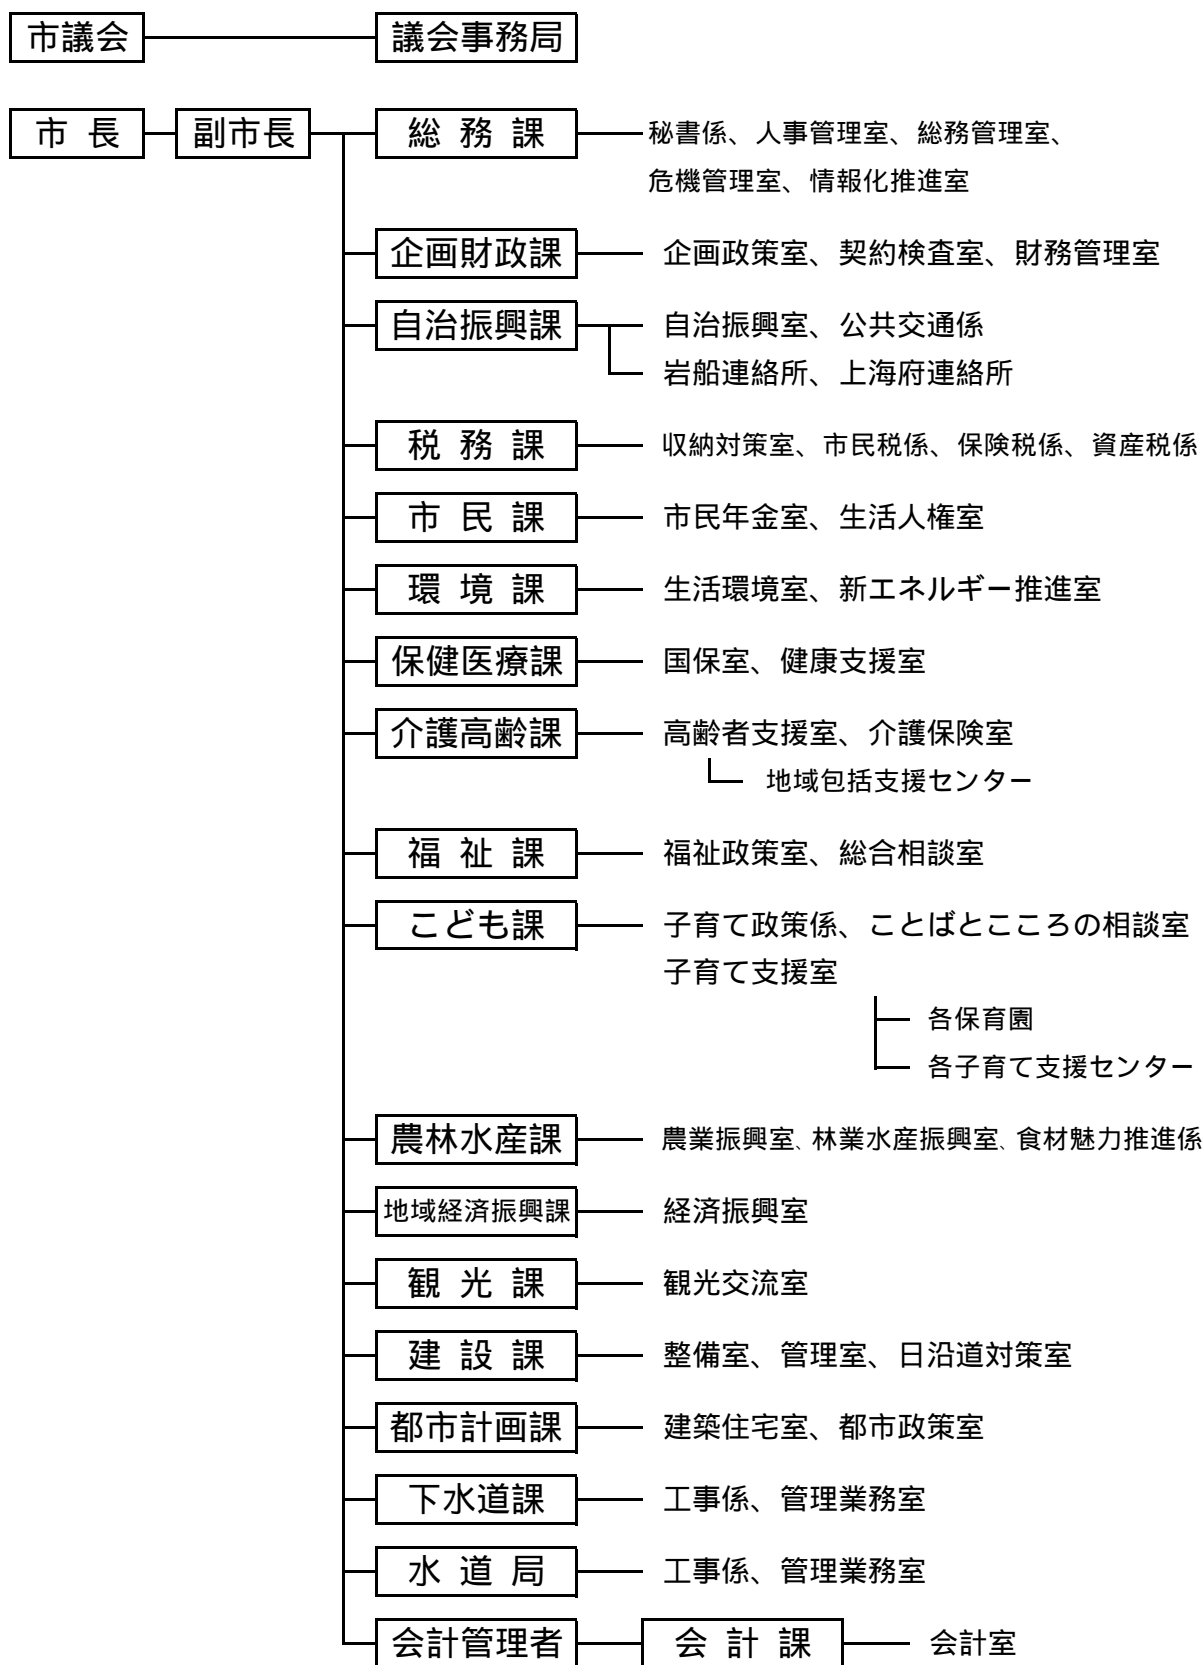 市議会 議会事務局
市長 副市長 総務課 秘書係、人事管理室、総務管理室、
危機管理室、情報化推進室
企画財政課 企画政策室、契約検査室、財務管理室
自治振興課 自治振興室、公共交通係
岩船連絡所、上海府連絡所
税務課 収納対策室、市民税係、保険税係、資産税係
市民課 市民年金室、生活人権室
環境課 生活環境室、新エネルギー推進室
保健医療課 国保室、健康支援室
介護高齢課 高齢者支援室、介護保険室
地域包括支援センター
福祉課 福祉政策室、総合相談室
こども課 子育て政策係、ことばとこころの相談室
子育て支援室
各保育園
各子育て支援センター
農林水産課 農業振興室、林業水産振興室、食材魅力推進係
地域経済振興課 経済振興室
観光課 観光交流室
建設課 整備室、管理室、日沿道対策室
都市計画課 建築住宅室、都市政策室
下水道課 工事係、管理業務室
水道局 工事係、管理業務室
会計管理者 会計課 会計室